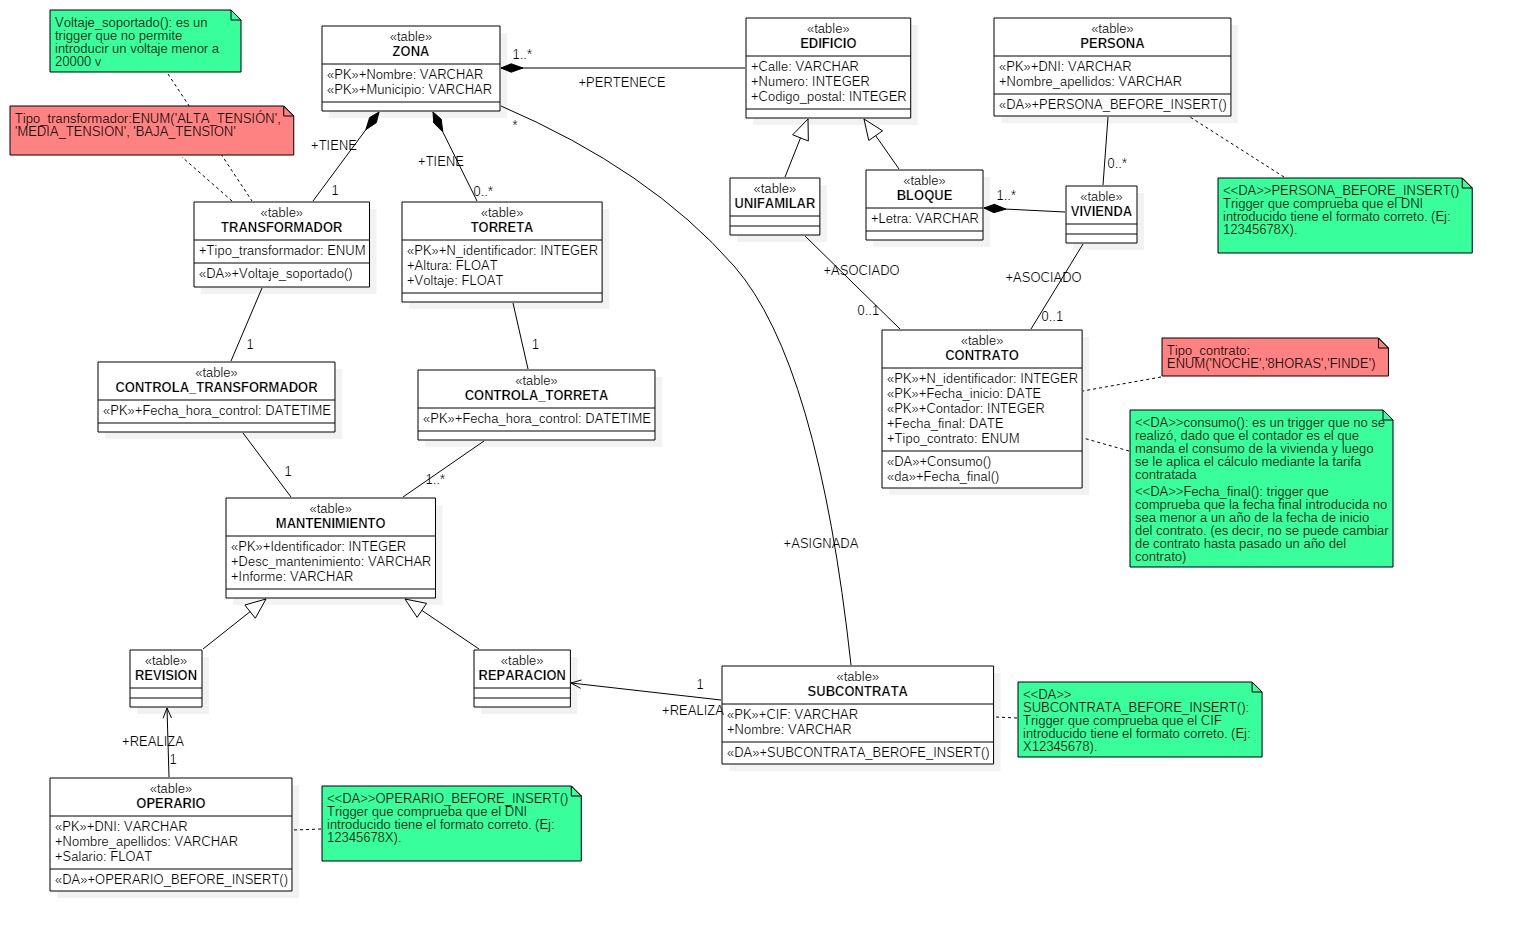 Voltaje_soportado(): es un
trigger que no permite
introducir un voltaje menor a
20000 v
Tipo_transformador:ENUM('ALTA_TENSIÓN',
'MEDIA_TENSION', 'BAJA_TENSION'
«table»
ZONA
«PK»+Nombre: VARCHAR
«PK»+Municipio: VARCHAR
1..*
+PERTENECE
*
«table»
EDIFICIO
+Calle: VARCHAR
+Numero: INTEGER
+Codigo_postal: INTEGER
«table»
PERSONA
«PK»+DNI: VARCHAR
+Nombre_apellidos: VARCHAR
«DA»+PERSONA_BEFORE_INSERT()
0..*
<<DA>>PERSONA_BEFORE_INSERT()
Trigger que comprueba que el DNI
introducido tiene el formato correcto. (Ej:
12345678X).
+TIENE
1
+TIENE
0..*
«table»
UNIFAMILAR
«table»
BLOQUE
+Letra: VARCHAR
1..*
«table»
VIVIENDA
«table»
TRANSFORMADOR
+Tipo_transformador: ENUM
«DA»+Voltaje_soportado()
«table»
TORRETA
«PK»+N_identificador: INTEGER
+Altura: FLOAT
+Voltaje: FLOAT
+ASOCIADO
0..1
+ASOCIADO
0..1
1
1
«table»
CONTRATO
«PK»+N_identificador: INTEGER
«PK»+Fecha_inicio: DATE
«PK»+Contador: INTEGER
+Fecha_final: DATE
+Tipo_contrato: ENUM
«DA»+Consumo()
«da»+Fecha_final()
Tipo_contrato:
ENUM('NOCHE','8HORAS','FINDE')
<<DA>>consumo(): es un trigger que no se
realizó, dado que el contador es el que
manda el consumo de la vivienda y luego
se le aplica el cálculo mediante la tarifa
contratada
<<DA>>Fecha_final(): trigger que
comprueba que la fecha final introducida no
sea menor a un año de la fecha de inicio
del contrato. (es decir, no se puede cambiar
de contrato hasta pasado un año del
contrato)
«table»
CONTROLA_TRANSFORMADOR
«PK»+Fecha_hora_control: DATETIME
«table»
CONTROLA_TORRETA
«PK»+Fecha_hora_control: DATETIME
1
1..*
«table»
MANTENIMIENTO
«PK»+Identificador: INTEGER
+Desc_mantenimiento: VARCHAR
+Informe: VARCHAR
+ASIGNADA
«table»
REVISION
«table»
REPARACION
1
+REALIZA
«table»
SUBCONTRATA
«PK»+CIF: VARCHAR
+Nombre: VARCHAR
«DA»+SUBCONTRATA_BEROFE_INSERT()
<<DA>>
SUBCONTRATA_BEFORE_INSERT():
Trigger que comprueba que el CIF
introducido tiene el formato correcto. (Ej:
X12345678).
+REALIZA
1
«table»
OPERARIO
«PK»+DNI: VARCHAR
+Nombre_apellidos: VARCHAR
+Salario: FLOAT
«DA»+OPERARIO_BEFORE_INSERT()
<<DA>>OPERARIO_BEFORE_INSERT()
Trigger que comprueba que el DNI
introducido tiene el formato correcto. (Ej:
12345678X).